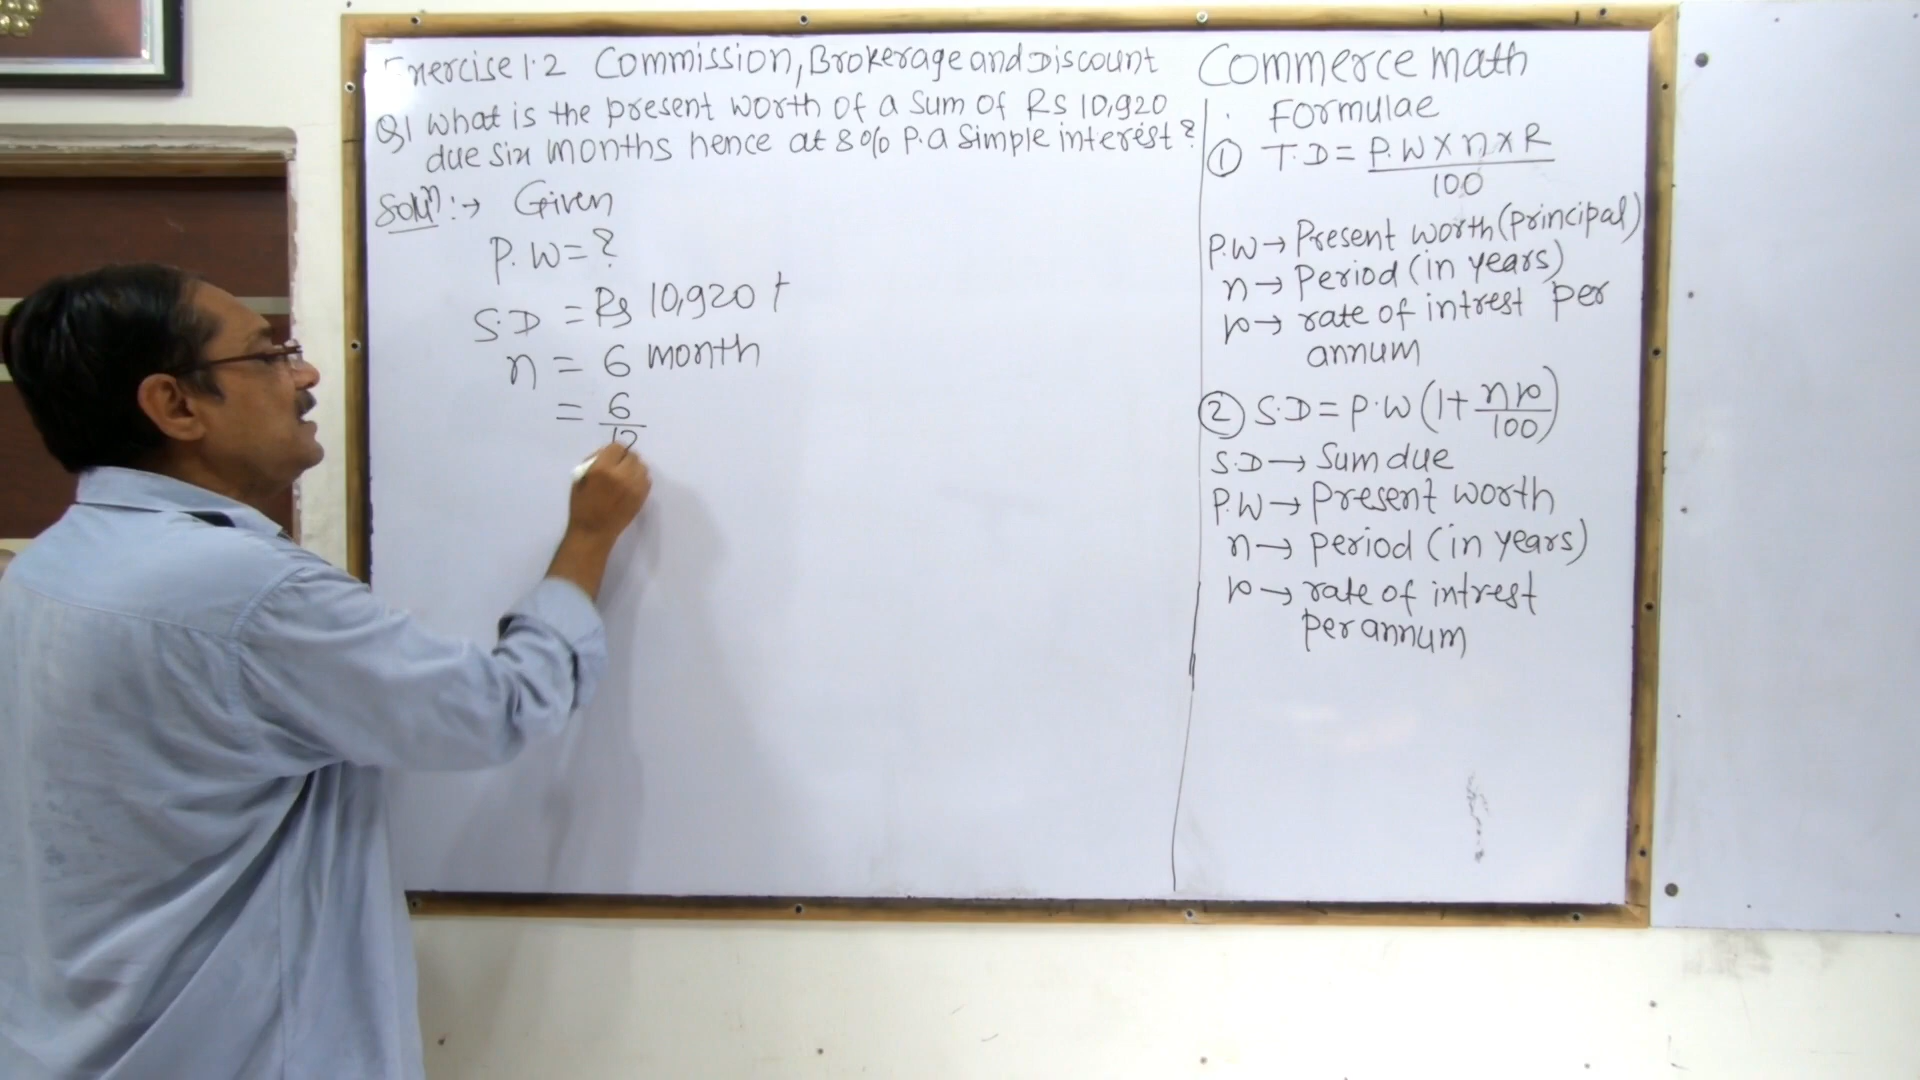 Exercise 1.2 Commission, Brokerage and Discount
Q1 What is the present worth of a sum of Rs 10,920
due six months hence at 8% P.a Simple interest?
Solⁿ :→ Given
P.W = ?
S.D = Rs 10,920 t
n = 6 month
= 6
12
Commerce math
Formulae
① T.D = P.W x n x R
100
P.W → Present worth (principal)
n → Period (in years)
r → rate of intrest per
annum
② S.D = P.W (1 + nr/100)
S.D → Sum due
P.W → Present worth
n → period (in years)
r → rate of intrest
per annum